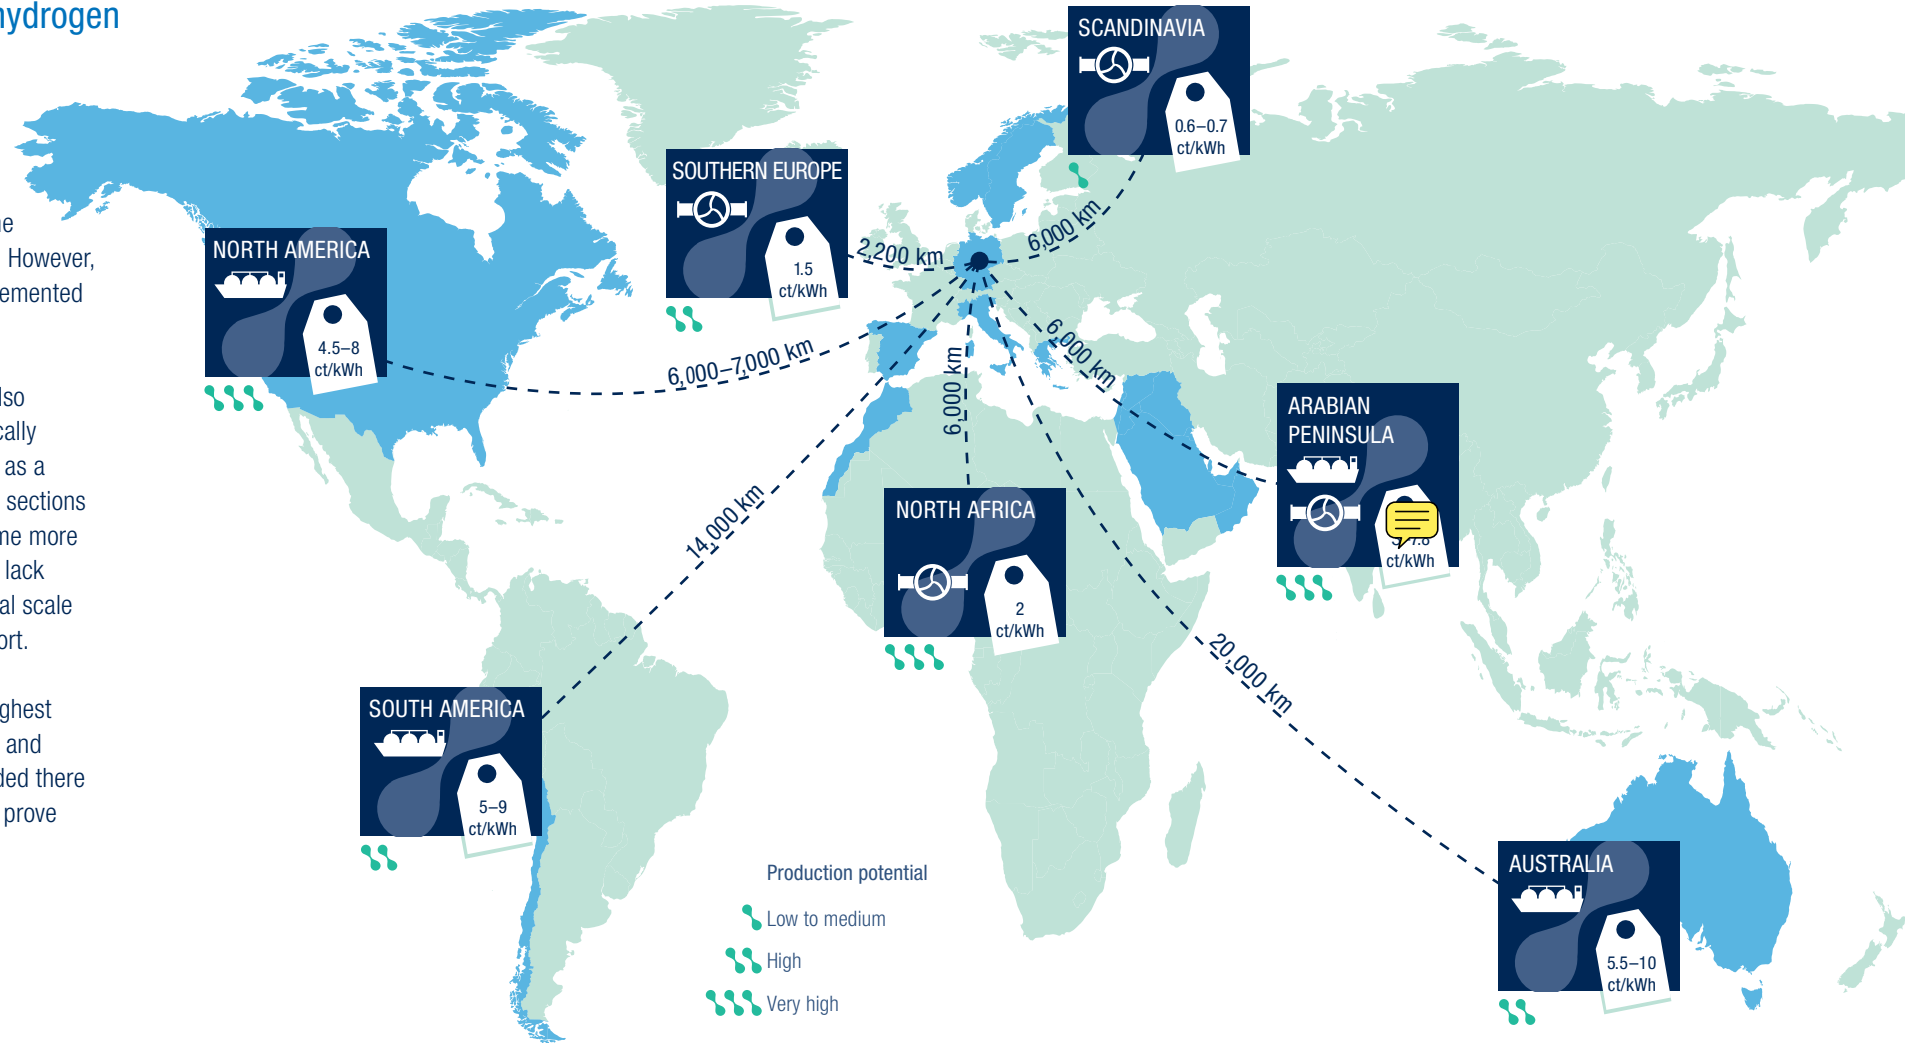 hydrogen
However,
emented
cally
as a
sections
me more
lack
al scale
ort.
ghest
and
ded there
prove
SCANDINAVIA
0.6–0.7
ct/kWh
6,000 km
SOUTHERN EUROPE
1.5
ct/kWh
2,200 km
NORTH AMERICA
4.5–8
ct/kWh
6,000–7,000 km
ARABIAN
PENINSULA
ct/kWh
6,000 km
NORTH AFRICA
2
ct/kWh
6,000 km
SOUTH AMERICA
5–9
ct/kWh
14,000 km
AUSTRALIA
5.5–10
ct/kWh
20,000 km
Production potential
Low to medium
High
Very high